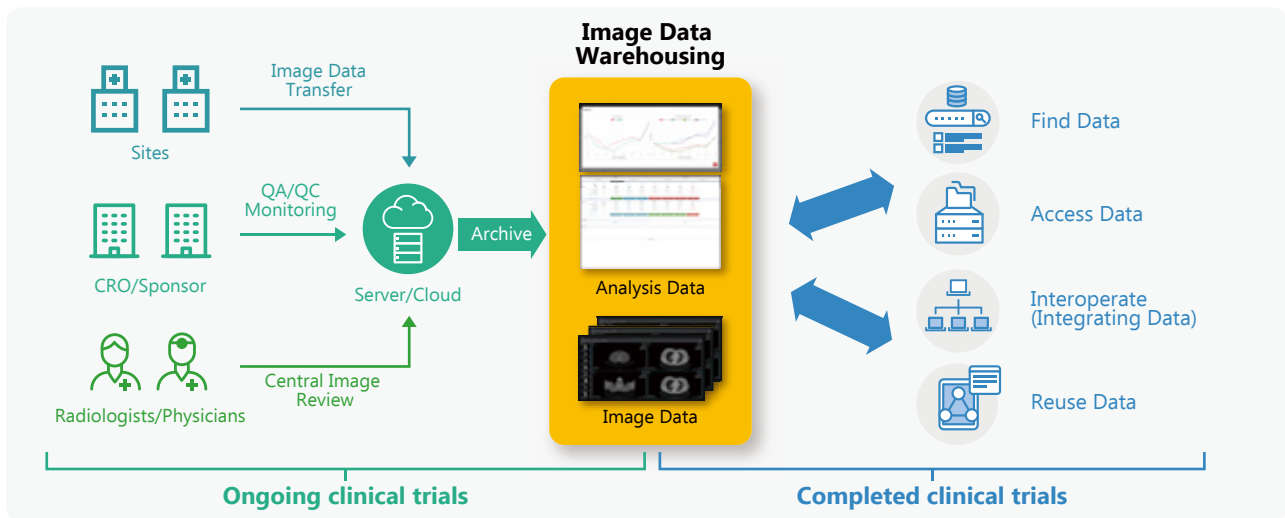 Image Data
Warehousing
Image Data
Transfer
Sites
QA/QC
Monitoring
CRO/Sponsor
Server/Cloud
Archive
Central Image
Review
Radiologists/Physicians
Analysis Data
Image Data
Find Data
Access Data
Interoperate
(Integrating Data)
Reuse Data
Ongoing clinical trials
Completed clinical trials